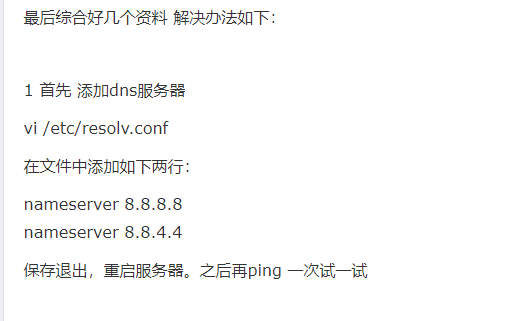 最后综合好几个资料 解决办法如下：
1 首先 添加dns服务器
vi /etc/resolv.conf
在文件中添加如下两行：
nameserver 8.8.8.8
nameserver 8.8.4.4
保存退出，重启服务器。之后再ping 一次试一试